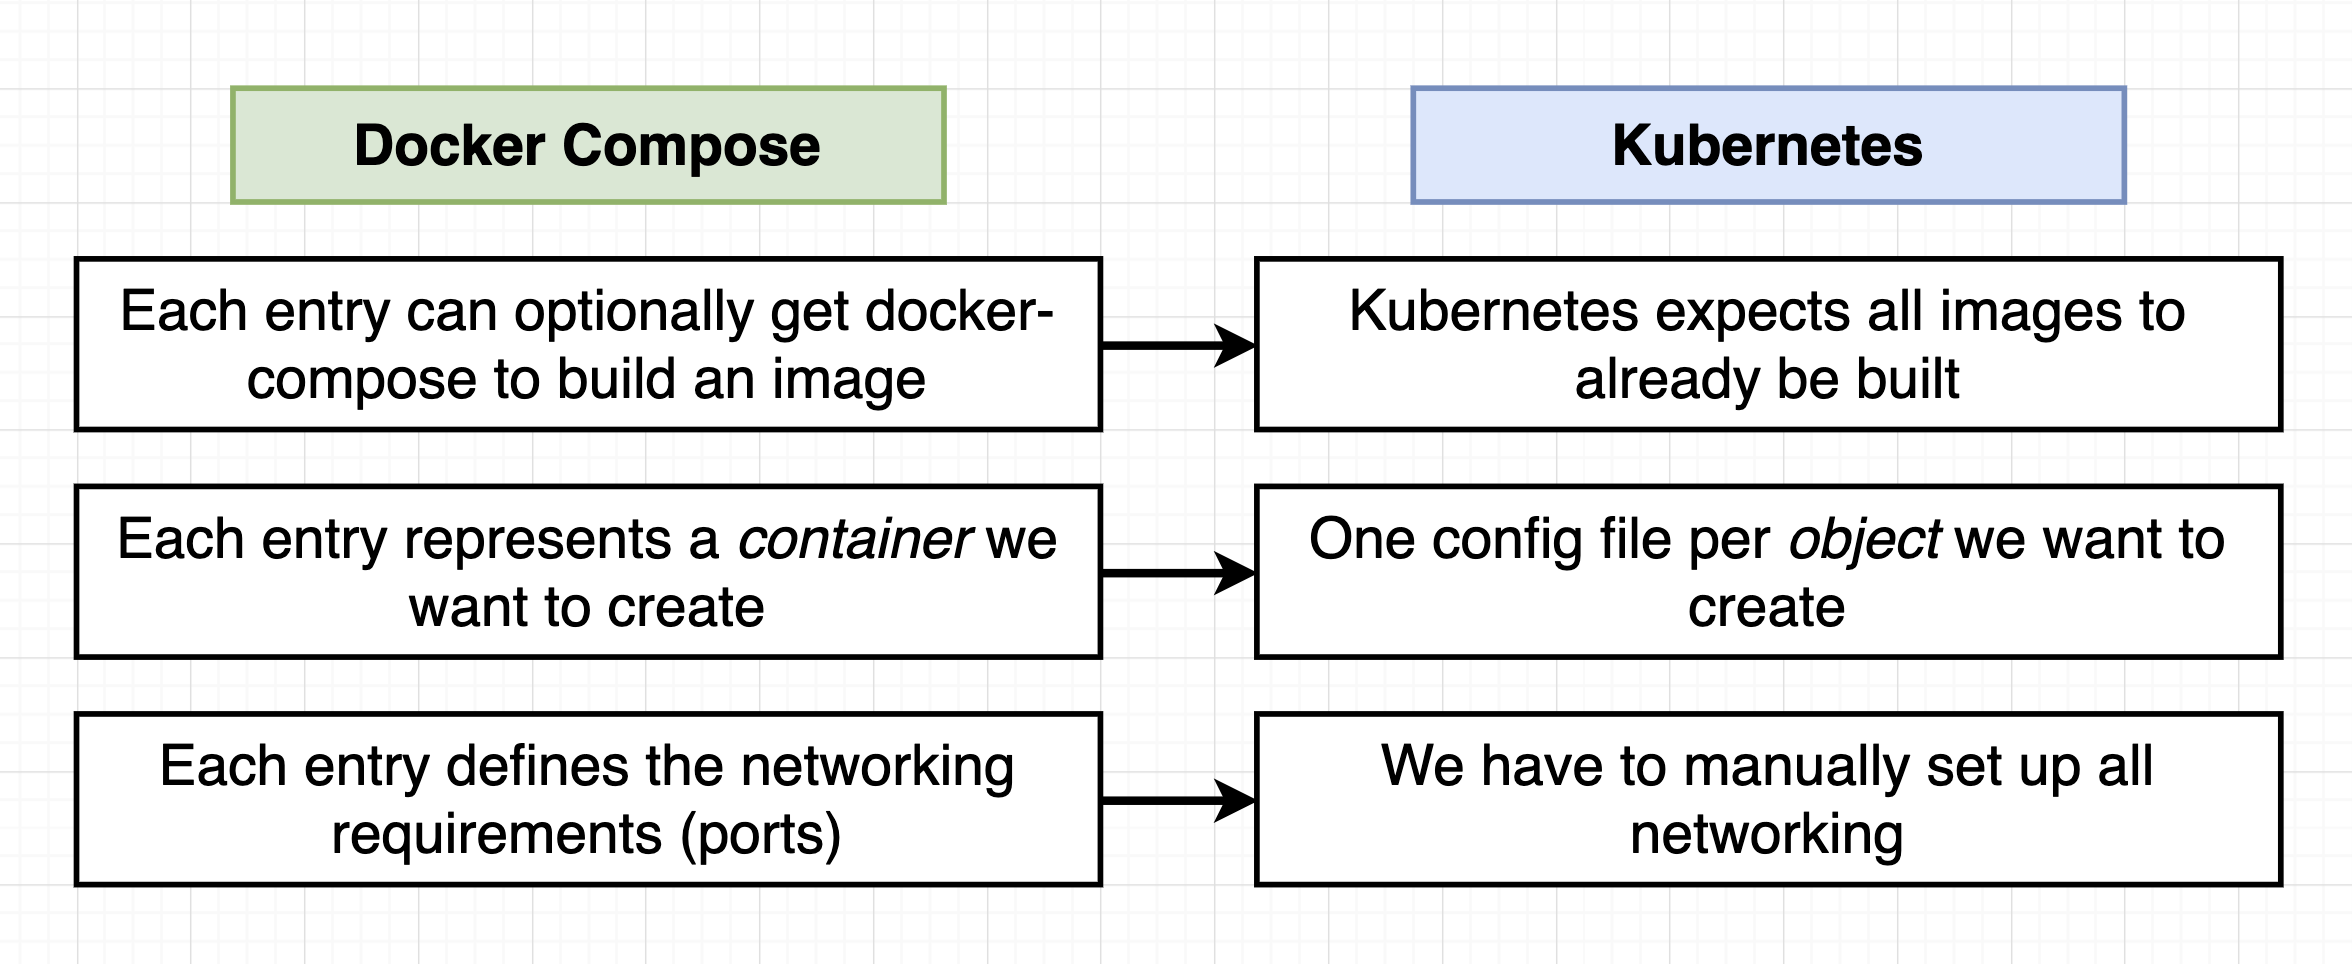 Docker Compose
Kubernetes
Each entry can optionally get docker-
compose to build an image
Kubernetes expects all images to
already be built
Each entry represents a container we
want to create
One config file per object we want to
create
Each entry defines the networking
requirements (ports)
We have to manually set up all
networking